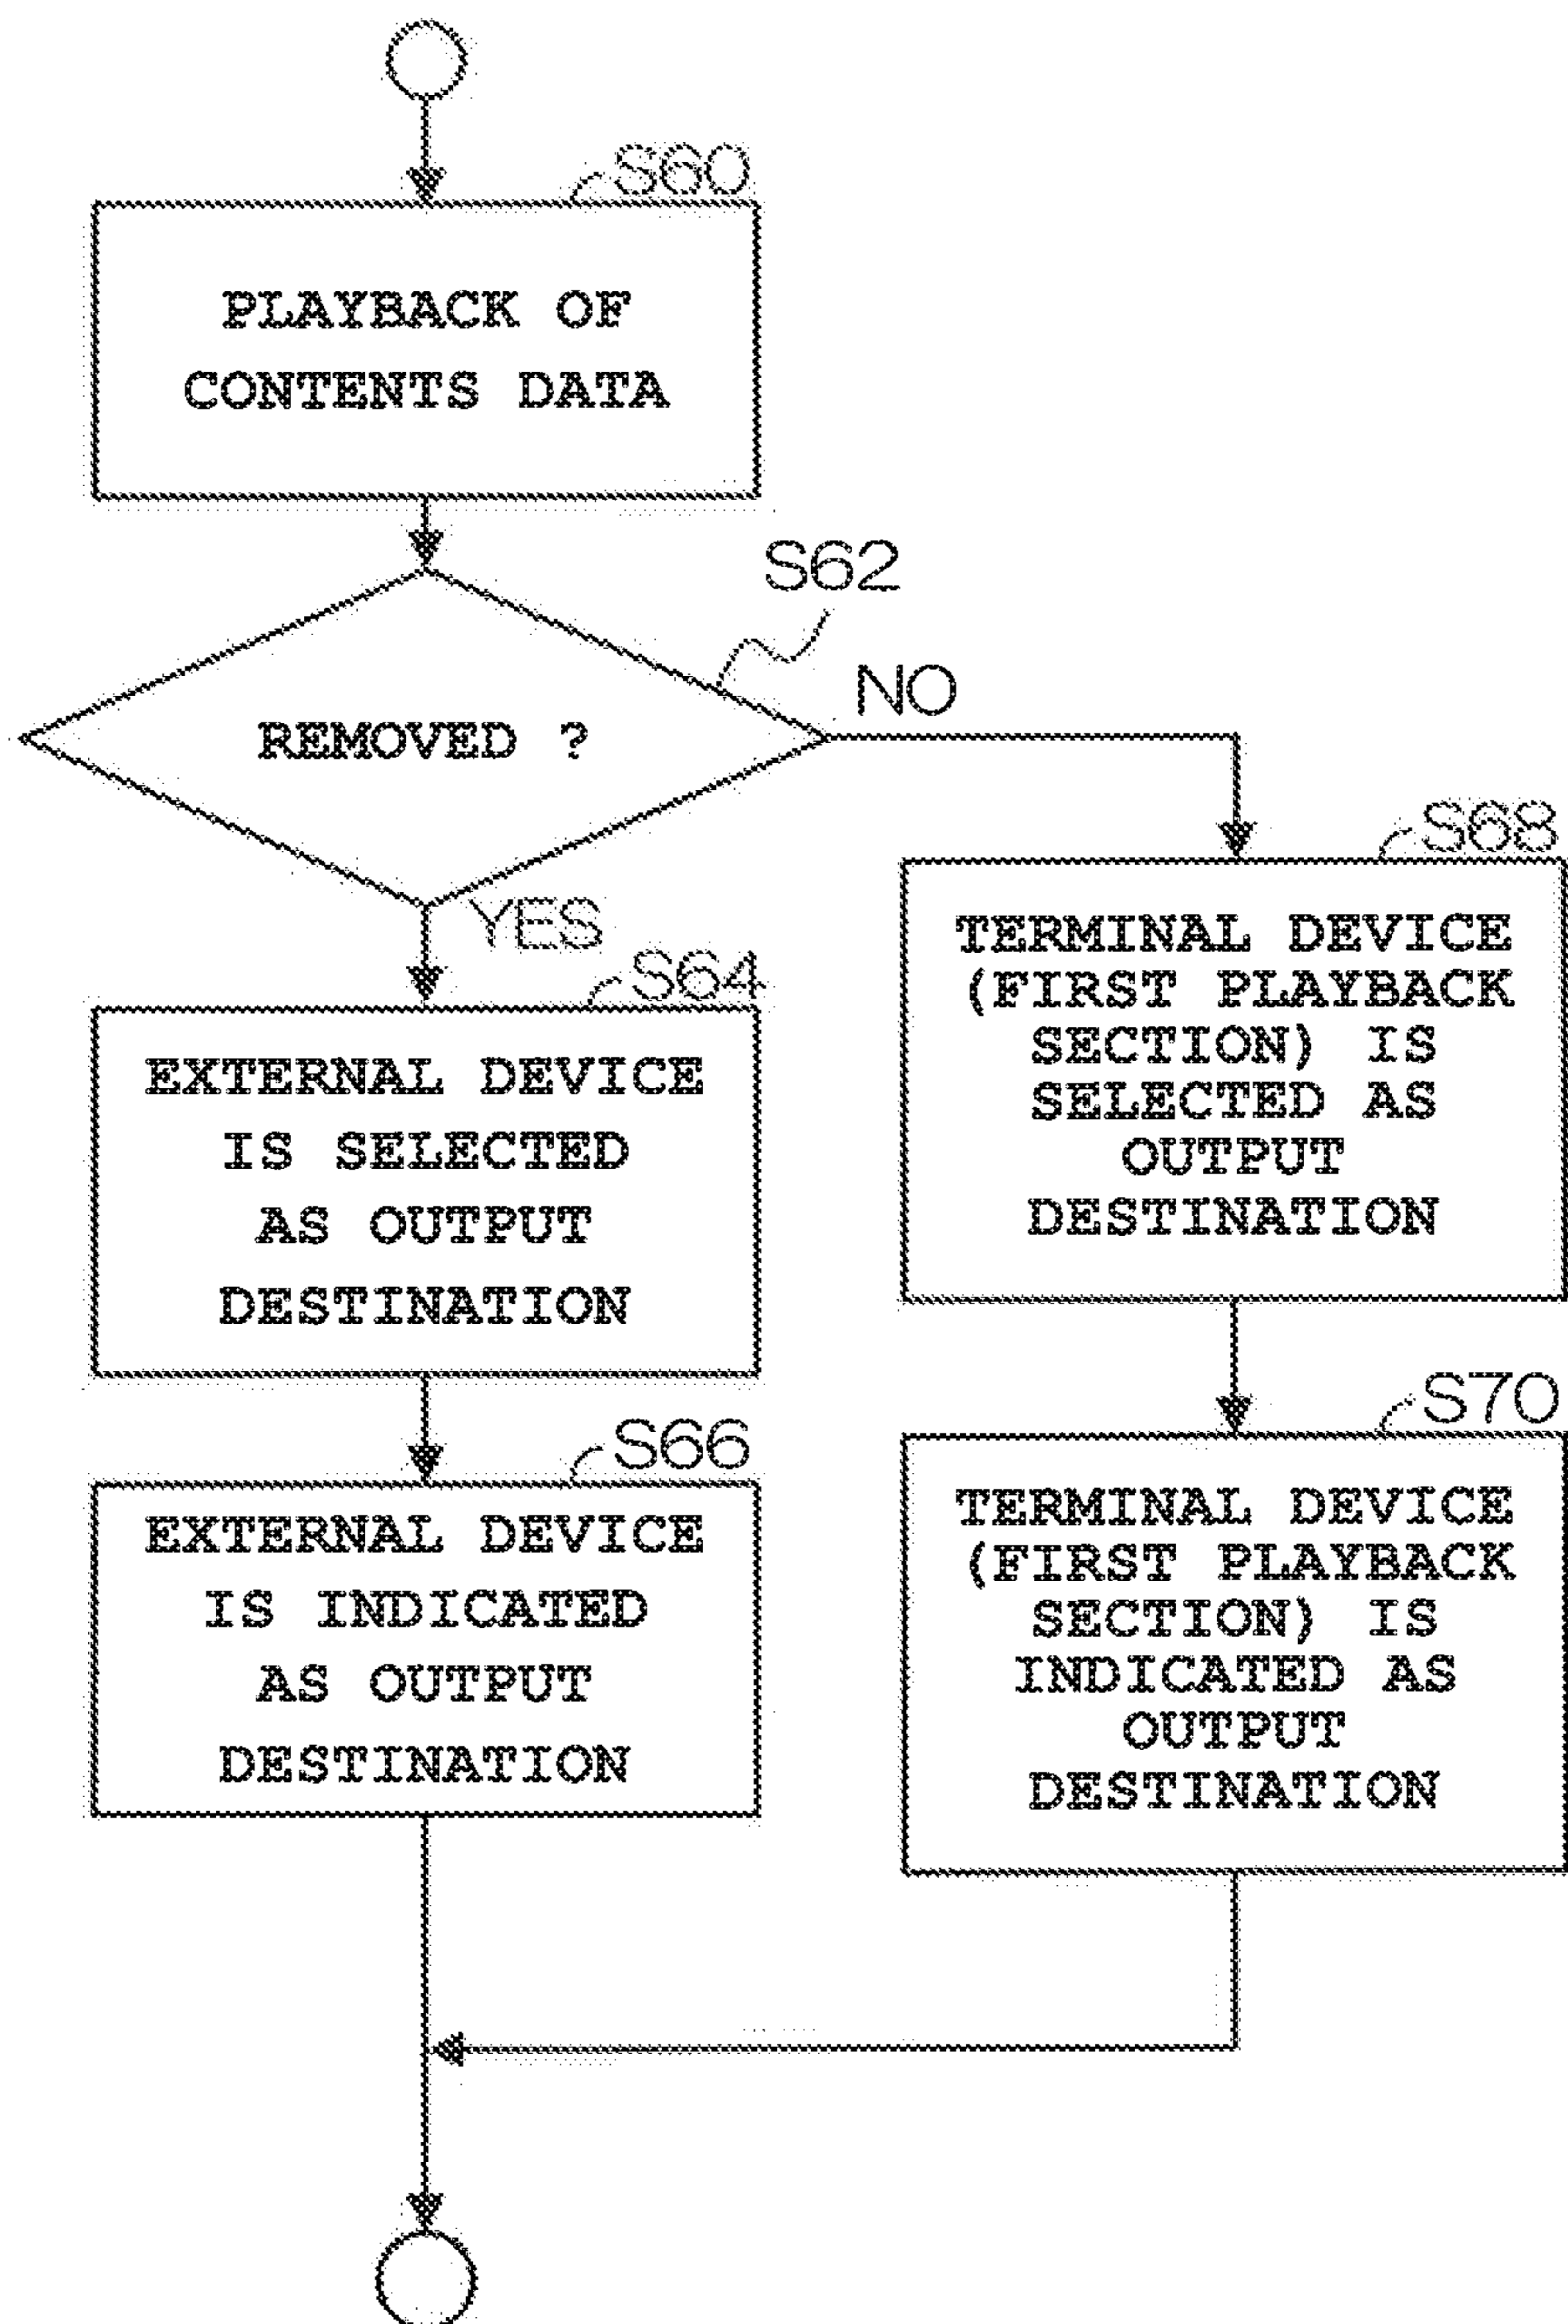 S60
PLAYBACK OF
CONTENTS DATA
S62
REMOVED ?
NO
YES
S64
EXTERNAL DEVICE
IS SELECTED
AS OUTPUT
DESTINATION
S66
EXTERNAL DEVICE
IS INDICATED
AS OUTPUT
DESTINATION
S68
TERMINAL DEVICE
(FIRST PLAYBACK
SECTION) IS
SELECTED AS
OUTPUT
DESTINATION
S70
TERMINAL DEVICE
(FIRST PLAYBACK
SECTION) IS
INDICATED AS
OUTPUT
DESTINATION